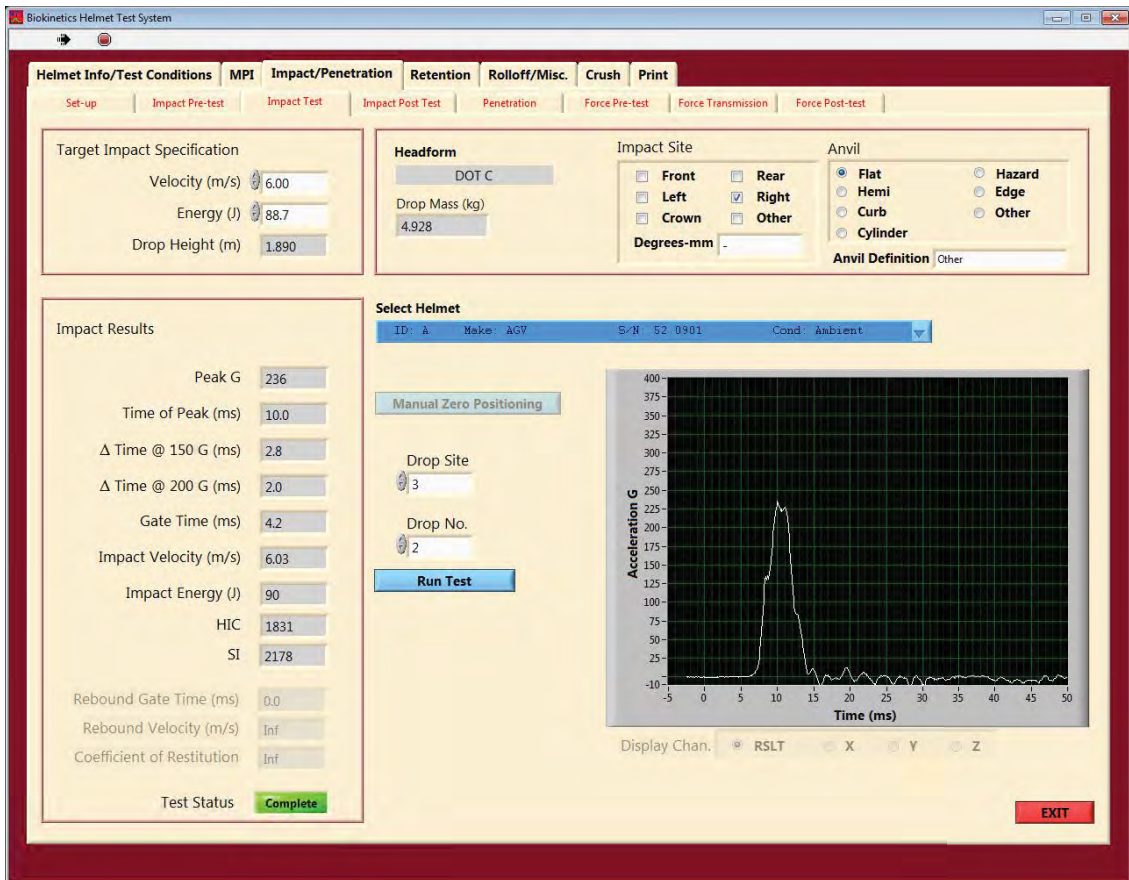 Biokinetics Helmet Test System
Helmet Info/Test Conditions MPI Impact/Penetration Retention Rolloff/Misc. Crush Print
Set-up Impact Pre-test Impact Test Impact Post Test Penetration Force Pre-test Force Transmission Force Post-test
Target Impact Specification
Velocity (m/s) 6.00
Energy (J) 88.7
Drop Height (m) 1.890
Headform
DOT C
Drop Mass (kg)
4.928
Impact Site
Front Rear
Left Right
Crown Other
Degrees-mm -
Anvil
Flat Hazard
Hemi Edge
Curb Other
Cylinder
Anvil Definition Other
Impact Results
Peak G 236
Time of Peak (ms) 10.0
Δ Time @ 150 G (ms) 2.8
Δ Time @ 200 G (ms) 2.0
Gate Time (ms) 4.2
Impact Velocity (m/s) 6.03
Impact Energy (J) 90
HIC 1831
SI 2178
Rebound Gate Time (ms) 0.0
Rebound Velocity (m/s) Inf
Coefficient of Restitution Inf
Test Status Complete
Select Helmet
ID: A Make: AGV S/N: 52 0901 Cond: Ambient
Manual Zero Positioning
Drop Site
3
Drop No.
2
Run Test
Acceleration G
400
375
350
325
300
275
250
225
200
175
150
125
100
75
50
25
-10
-5 0 5 10 15 20 25 30 35 40 45 50
Time (ms)
Display Chan. RSLT X Y Z
EXIT